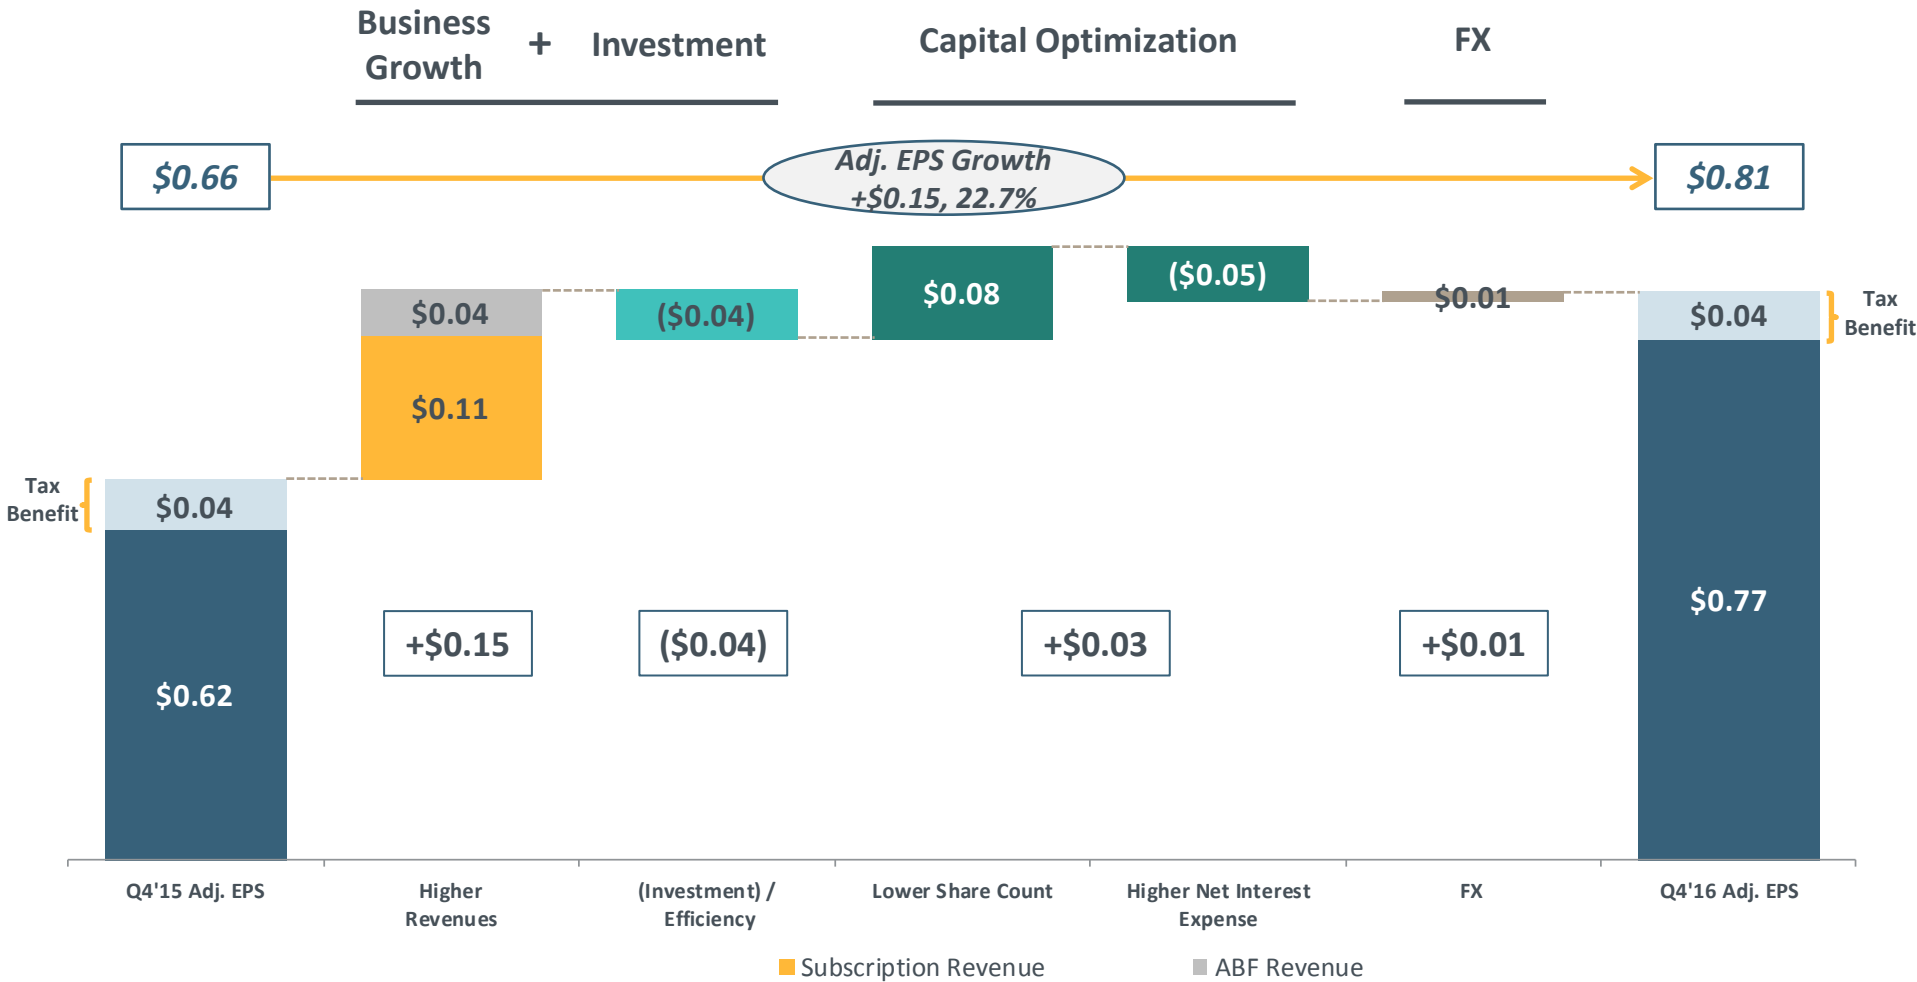 Business
Growth
+
Investment
Capital Optimization
FX
$0.66
Adj. EPS Growth
+$0.15, 22.7%
$0.81
$0.04
$0.11
($0.04)
$0.08
($0.05)
$0.01
$0.04
Tax
Benefit
$0.77
Tax
Benefit
$0.04
$0.62
+$0.15
($0.04)
+$0.03
+$0.01
Q4'15 Adj. EPS
Higher
Revenues
(Investment) /
Efficiency
Lower Share Count
Higher Net Interest
Expense
FX
Q4'16 Adj. EPS
Subscription Revenue
ABF Revenue